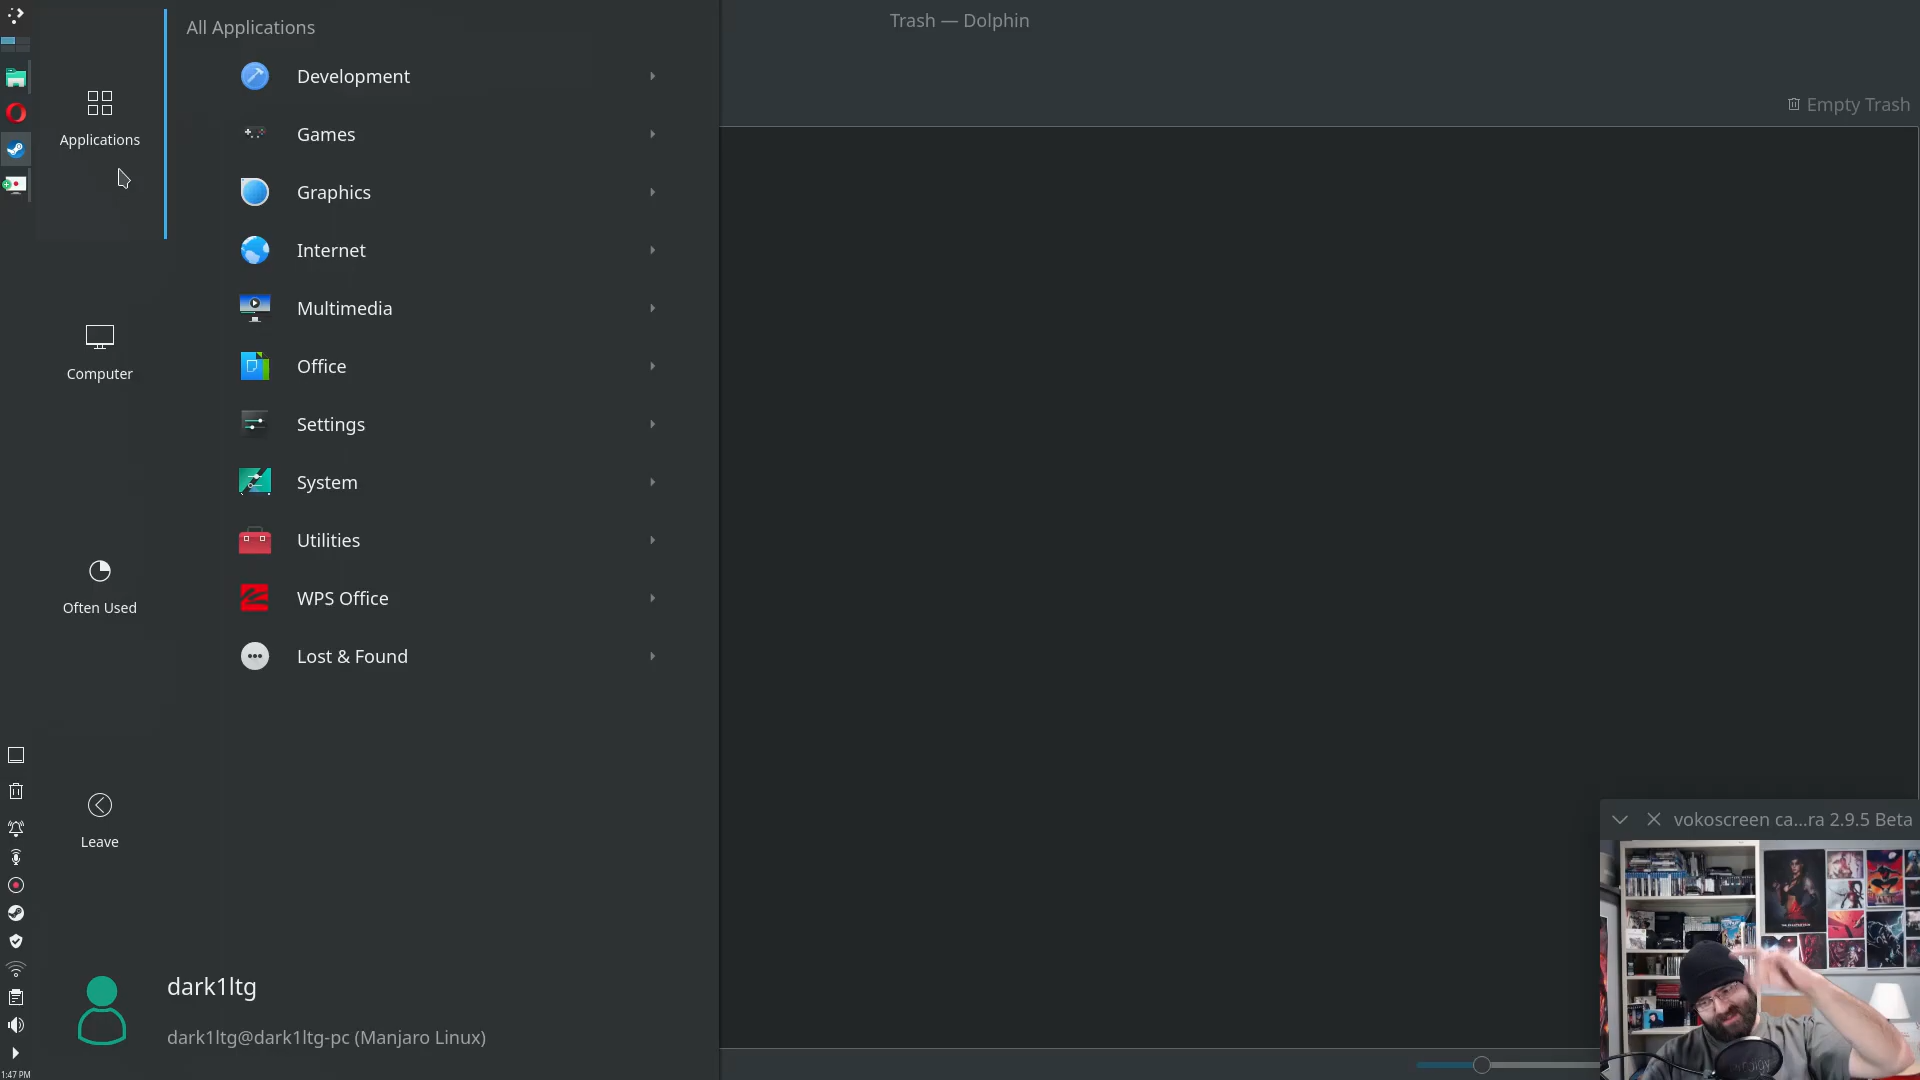 All Applications
Trash — Dolphin
Development
Empty Trash
Games
Applications
Graphics
Internet
Multimedia
Office
Computer
Settings
System
Utilities
WPS Office
Often Used
Lost & Found
Leave
vokoscreen ca...ra 2.9.5 Beta
dark1ltg
dark1ltg@dark1ltg-pc (Manjaro Linux)
1:47 PM